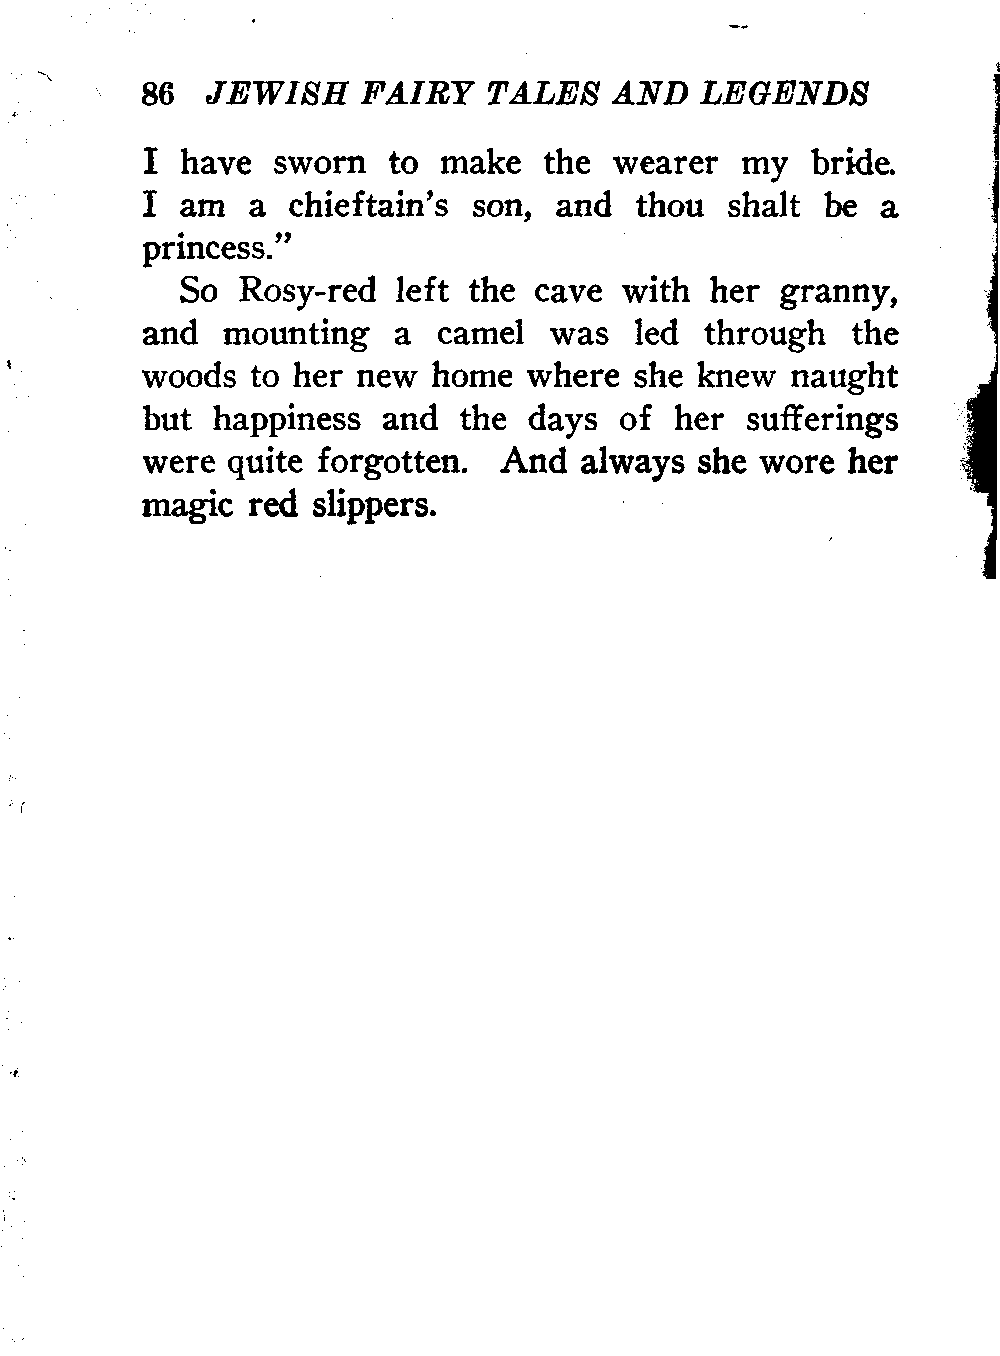 86 JEWISH FAIRY TALES AND LEGENDS
I have sworn to make the wearer my bride.
I am a chieftain's son, and thou shalt be a
princess."
So Rosy-red left the cave with her granny,
and mounting a camel was led through the
woods to her new home where she knew naught
but happiness and the days of her sufferings
were quite forgotten. And always she wore her
magic red slippers.